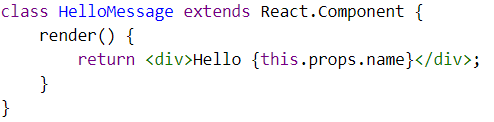 class HelloMessage extends React.Component {
    render() {
        return <div>Hello {this.props.name}</div>;
    }
}